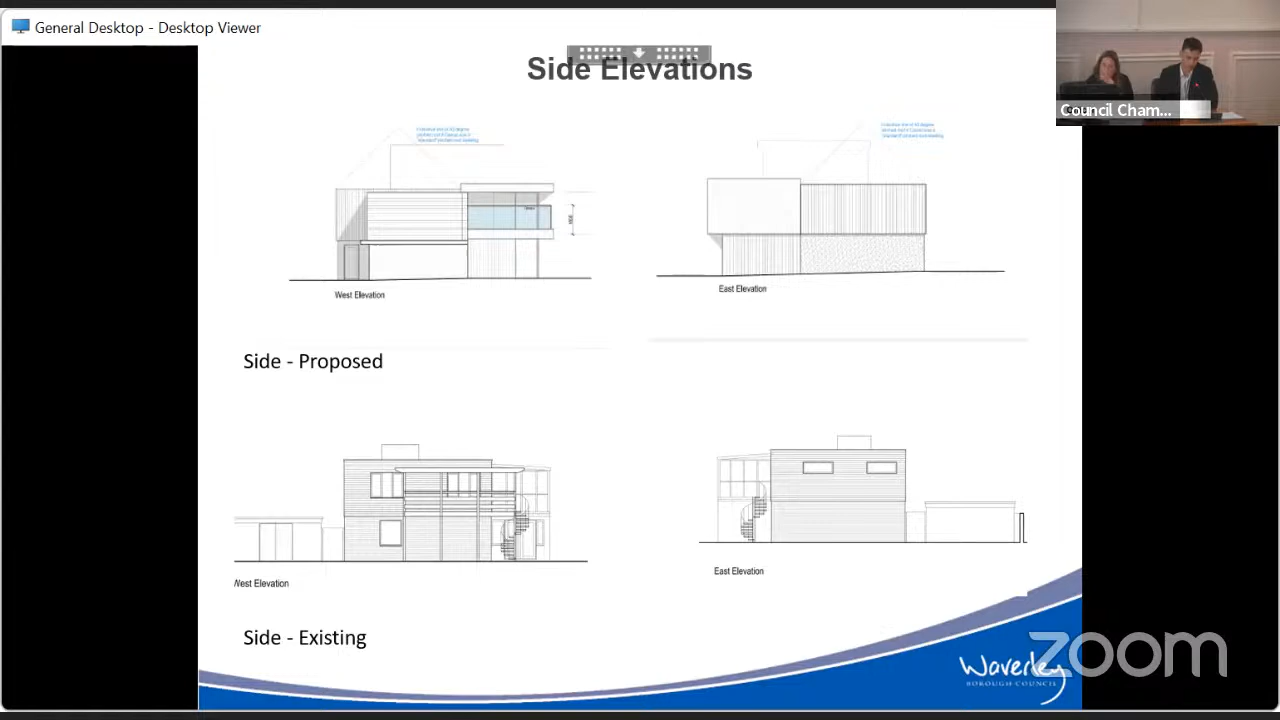 General Desktop - Desktop Viewer
Side Elevations
Council Cham...
West Elevation
East Elevation
Side - Proposed
West Elevation
East Elevation
Side - Existing
Waverley
BOROUGH COUNCIL
zoom